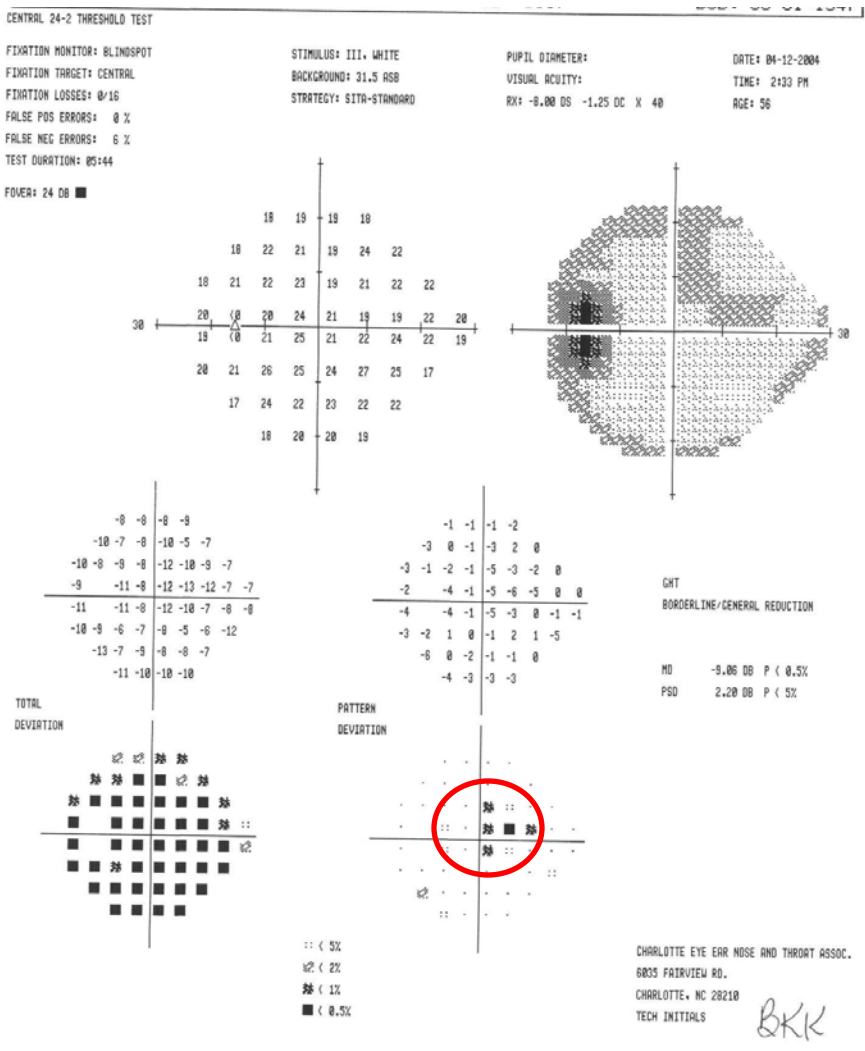 CENTRAL 24-2 THRESHOLD TEST
FIXATION MONITOR: BLINDSPOT
FIXATION TARGET: CENTRAL
FIXATION LOSSES: 0/16
FALSE POS ERRORS: 0 %
FALSE NEG ERRORS: 6 %
TEST DURATION: 05:44
FOVEA: 24 DB
STIMULUS: III, WHITE
BACKGROUND: 31.5 ASB
STRATEGY: SITA-STANDARD
PUPIL DIAMETER:
VISUAL ACUITY:
RX: -8.00 DS -1.25 DC X 40
DATE: 04-12-2004
TIME: 2:33 PM
AGE: 56
18 19 19 18
18 22 21 19 24 22
18 21 22 23 19 21 22 22
20 <0 20 24 21 19 19 22 20
30 30
19 <0 21 25 21 22 24 22 19
20 21 26 25 24 27 25 17
17 24 22 23 22 22
18 20 20 19
-8 -8 -8 -9
-10 -7 -8 -10 -5 -7
-10 -8 -9 -8 -12 -10 -9 -7
-9 -11 -8 -12 -13 -12 -7 -7
-11 -11 -8 -12 -10 -7 -8 -8
-10 -9 -6 -7 -8 -5 -6 -12
-13 -7 -9 -8 -8 -7
-11 -10 -10 -10
TOTAL
DEVIATION
-1 -1 -1 -2
-3 0 -1 -3 2 0
-3 -1 -2 -1 -5 -3 -2 0
-2 -4 -1 -5 -6 -5 0 0
-4 -4 -1 -5 -3 0 -1 -1
-3 -2 1 0 -1 2 1 -5
-6 0 -2 -1 -1 0
-4 -3 -3 -3
PATTERN
DEVIATION
GHT
BORDERLINE/GENERAL REDUCTION
MD -9.06 DB P < 0.5%
PSD 2.20 DB P < 5%
< 5%
< 2%
< 1%
< 0.5%
CHARLOTTE EYE EAR NOSE AND THROAT ASSOC.
6035 FAIRVIEW RD.
CHARLOTTE, NC 28210
TECH INITIALS BKK